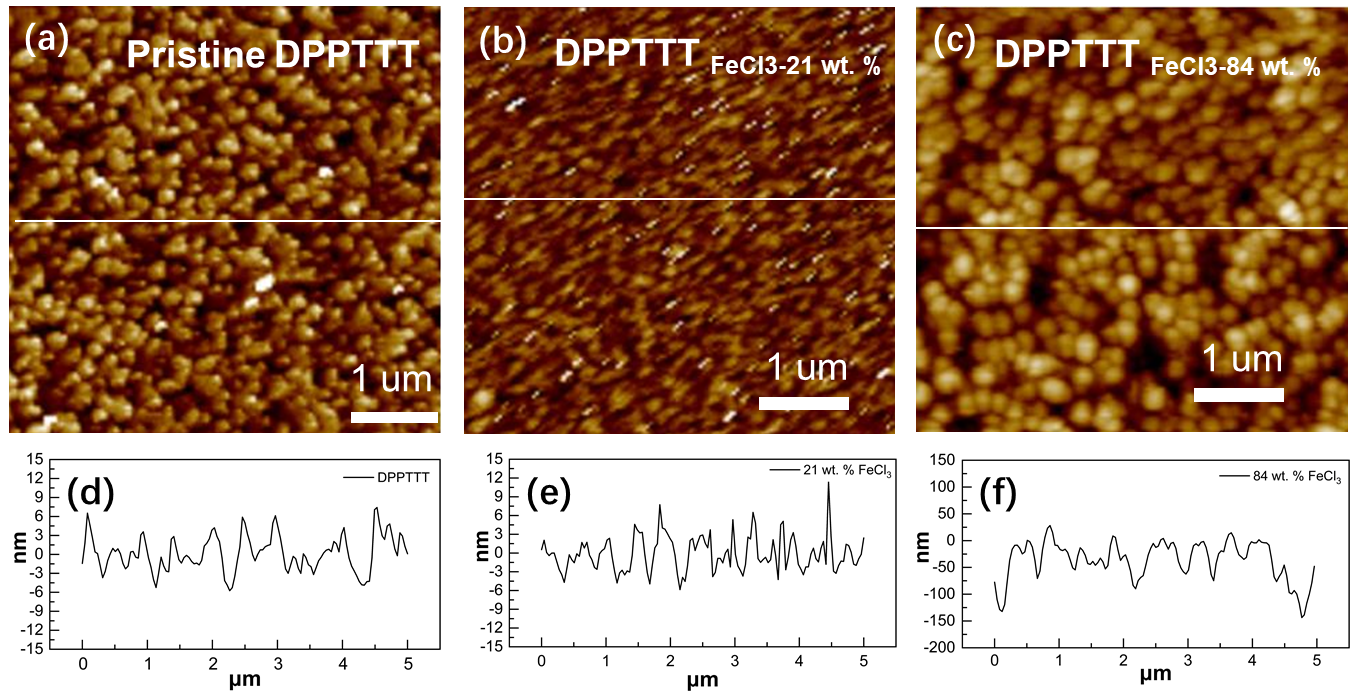 (a)
Pristine DPPTTT
1 um
(b)
DPPTTT FeCl3-21 wt. %
1 um
(c)
DPPTTT FeCl3-84 wt. %
1 um
15
12
9
6
3
0
-3
-6
-9
-12
-15
nm
(d)
DPPTTT
0 1 2 3 4 5
µm
15
12
9
6
3
0
-3
-6
-9
-12
-15
nm
(e)
21 wt. % FeCl₃
0 1 2 3 4 5
µm
150
100
50
0
-50
-100
-150
-200
nm
(f)
84 wt. % FeCl₃
0 1 2 3 4 5
µm